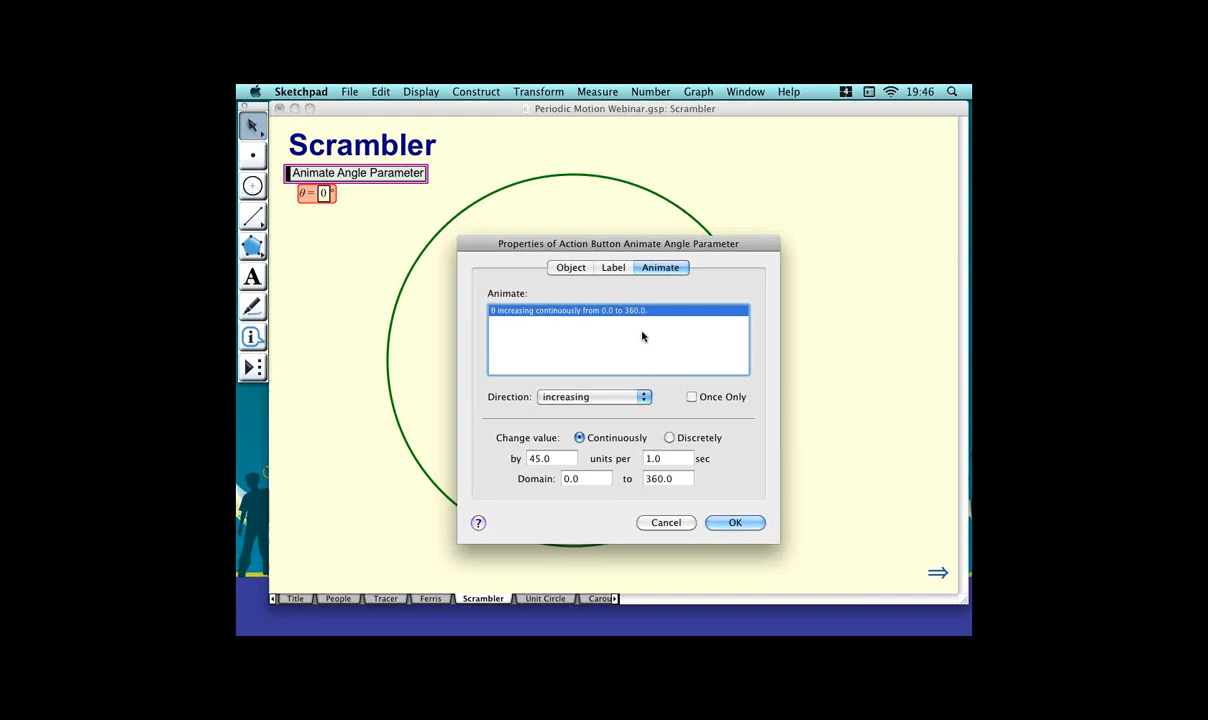 Sketchpad File Edit Display Construct Transform Measure Number Graph Window Help 4 19:46
Periodic Motion Webinar.gsp: Scrambler
Scrambler
Animate Angle Parameter
θ = 0°
A
Properties of Action Button Animate Angle Parameter
Object Label Animate
Animate:
θ increasing continuously from 0.0 to 360.0.
Direction: increasing Once Only
Change value: Continuously Discretely
by 45.0 units per 1.0 sec
Domain: 0.0 to 360.0
? Cancel OK
Title People Tracer Ferris Scrambler Unit Circle Carou